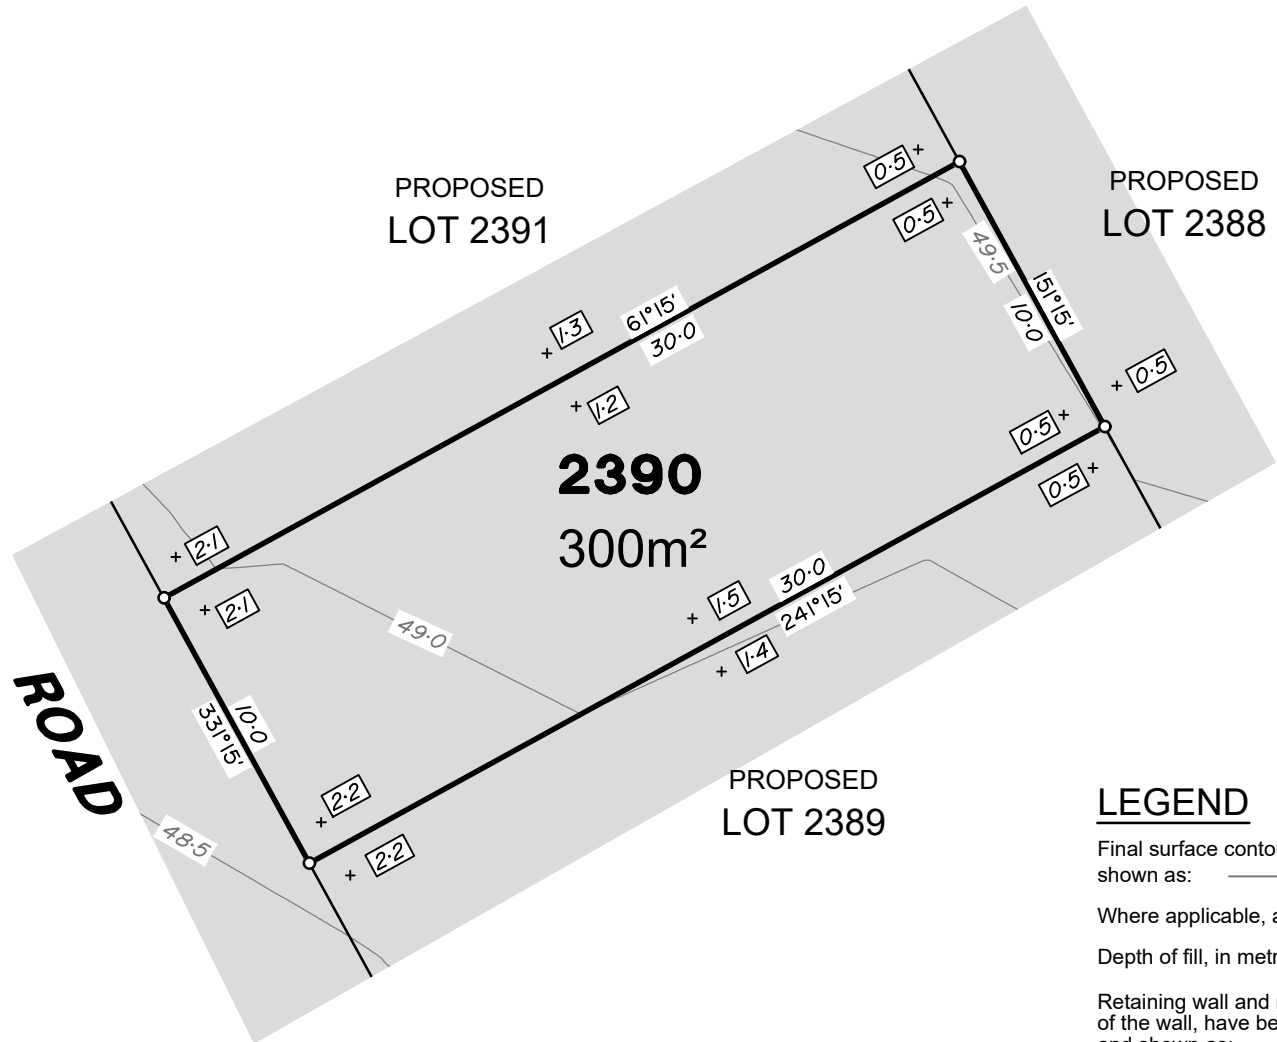 PROPOSED
LOT 2391
PROPOSED
LOT 2388
0·5
0·5
49·5
151°15'
10·0
1·3
61°15'
30·0
1·2
0·5
0·5
0·5
2390
300m²
2·1
2·1
49·0
1·5
30·0
241°15'
1·4
ROAD
331°15'
10·0
2·2
2·2
48·5
PROPOSED
LOT 2389
LEGEND
Final surface conto
shown as:
Where applicable, a
Depth of fill, in metr
Retaining wall and
of the wall, have be